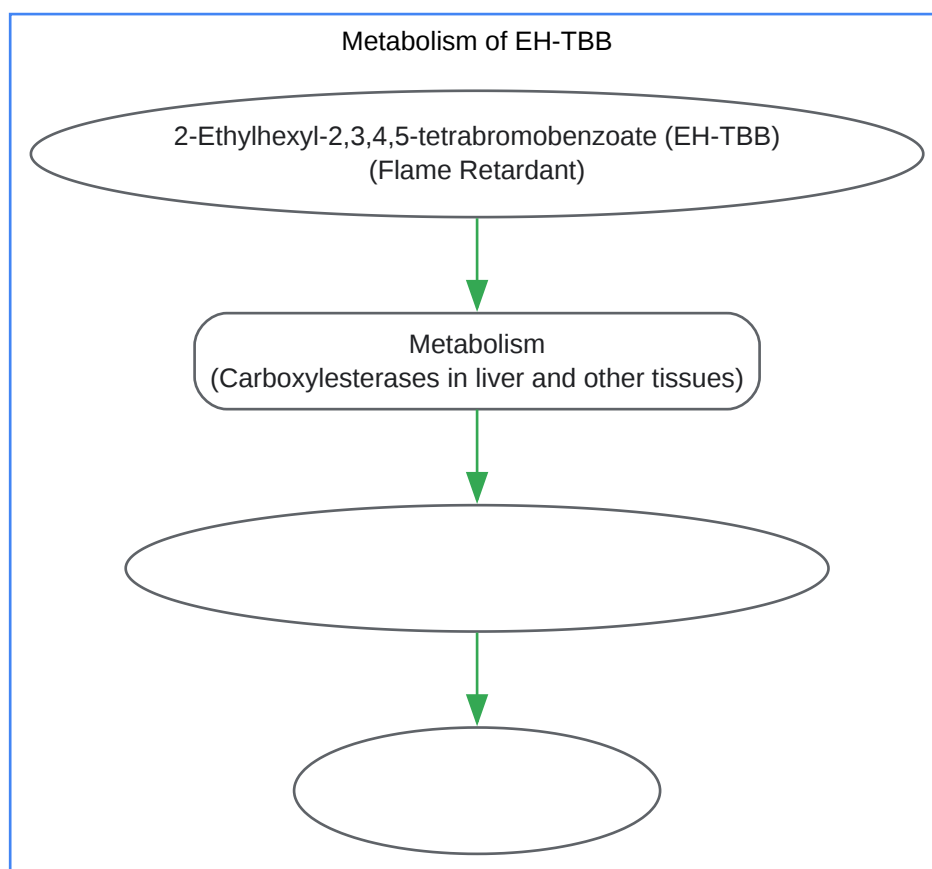 Metabolism of EH-TBB
2-Ethylhexyl-2,3,4,5-tetrabromobenzoate (EH-TBB)
(Flame Retardant)
Metabolism
(Carboxylesterases in liver and other tissues)